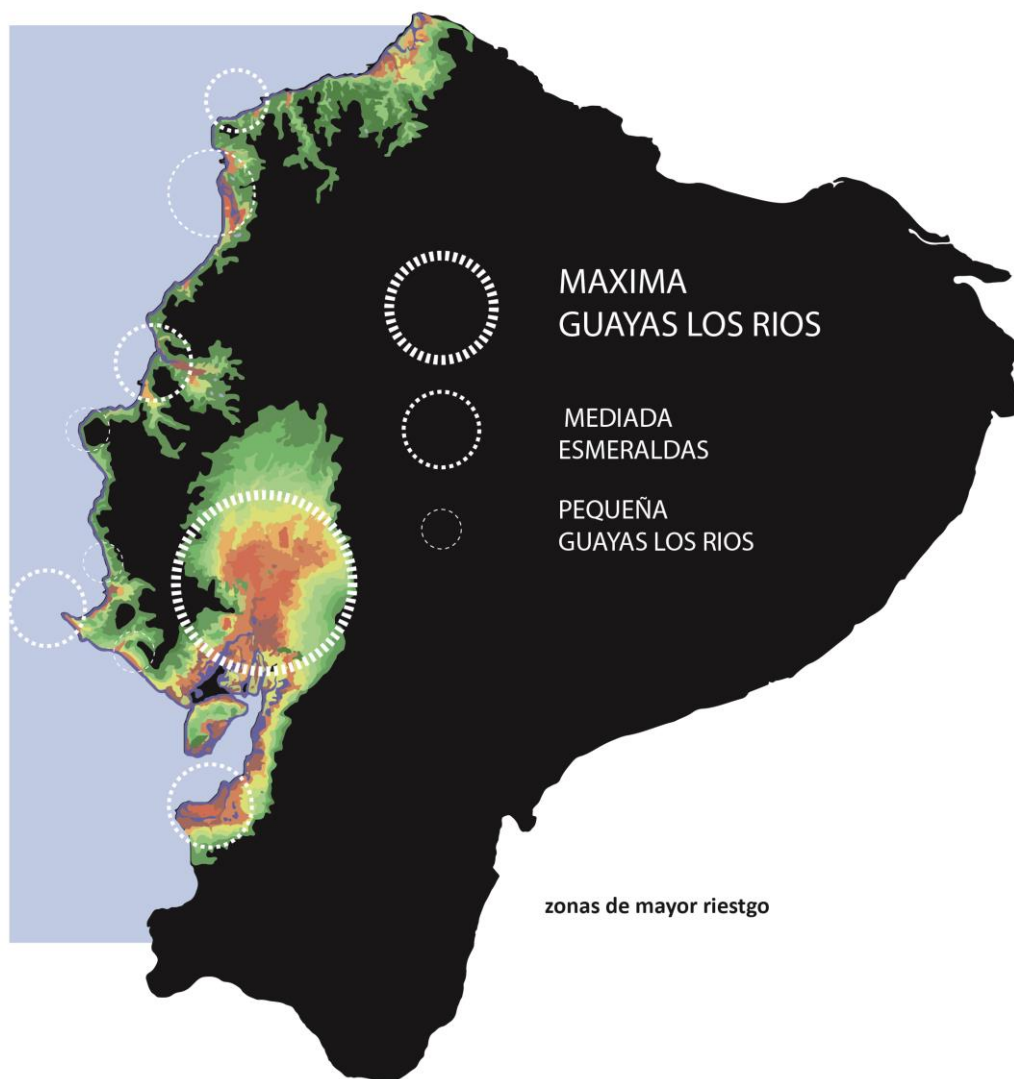 MAXIMA
GUAYAS LOS RIOS
MEDIADA
ESMERALDAS
PEQUEÑA
GUAYAS LOS RIOS
zonas de mayor riestgo